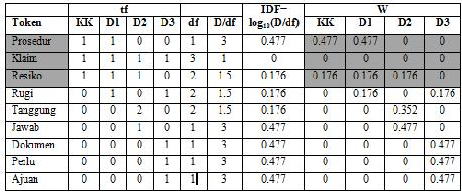 Token tf df D/df IDF= log10(D/df) W
KK D1 D2 D3 KK D1 D2 D3
Prosedur 1 1 0 0 1 3 0.477 0.477 0.477 0 0
Klaim 1 1 1 1 3 1 0 0 0 0 0
Resiko 1 1 1 0 2 1.5 0.176 0.176 0.176 0.176 0
Rugi 0 1 0 1 2 1.5 0.176 0 0.176 0 0.176
Tanggung 0 0 2 0 2 1.5 0.176 0 0 0.352 0
Jawab 0 0 1 0 1 3 0.477 0 0 0.477 0
Dokumen 0 0 0 1 1 3 0.477 0 0 0 0.477
Perlu 0 0 0 1 1 3 0.477 0 0 0 0.477
Ajuan 0 0 0 1 1 3 0.477 0 0 0 0.477